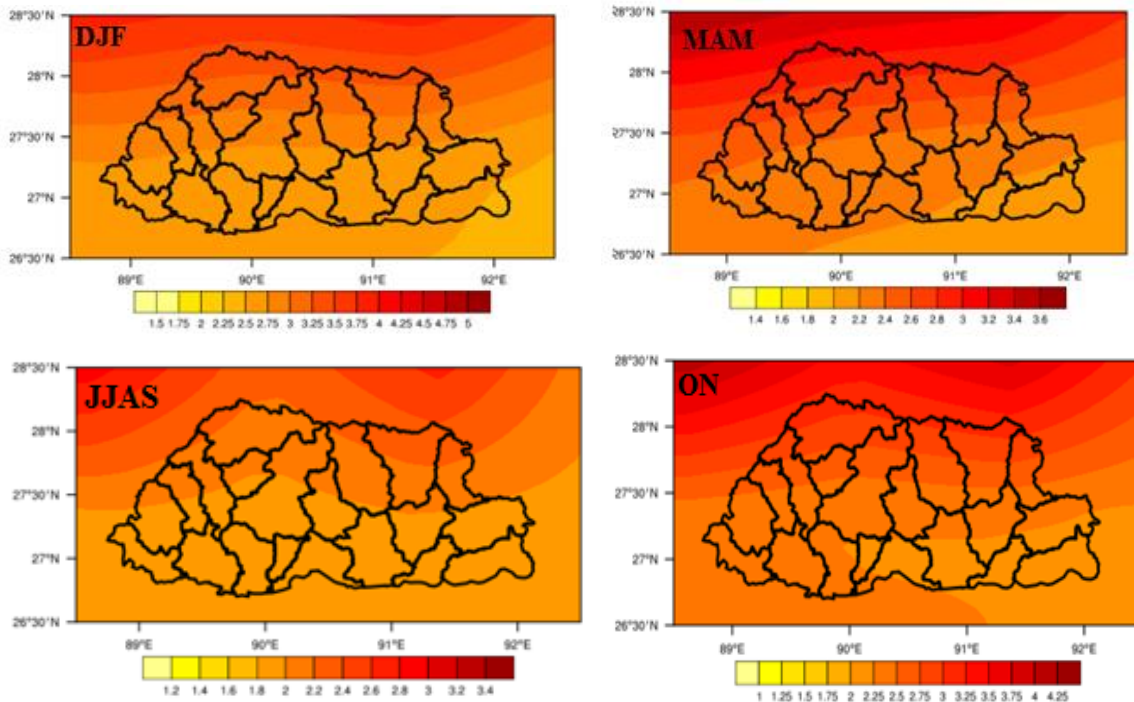 DJF
28°30'N
28°N
27°30'N
27°N
26°30'N
89°E 90°E 91°E 92°E
1.5 1.75 2 2.25 2.5 2.75 3 3.25 3.5 3.75 4 4.25 4.5 4.75 5
MAM
28°30'N
28°N
27°30'N
27°N
26°30'N
89°E 90°E 91°E 92°E
1.4 1.6 1.8 2 2.2 2.4 2.6 2.8 3 3.2 3.4 3.6
JJAS
28°30'N
28°N
27°30'N
27°N
26°30'N
89°E 90°E 91°E 92°E
1.2 1.4 1.6 1.8 2 2.2 2.4 2.6 2.8 3 3.2 3.4
ON
28°30'N
28°N
27°30'N
27°N
26°30'N
89°E 90°E 91°E 92°E
1 1.25 1.5 1.75 2 2.25 2.5 2.75 3 3.25 3.5 3.75 4 4.25